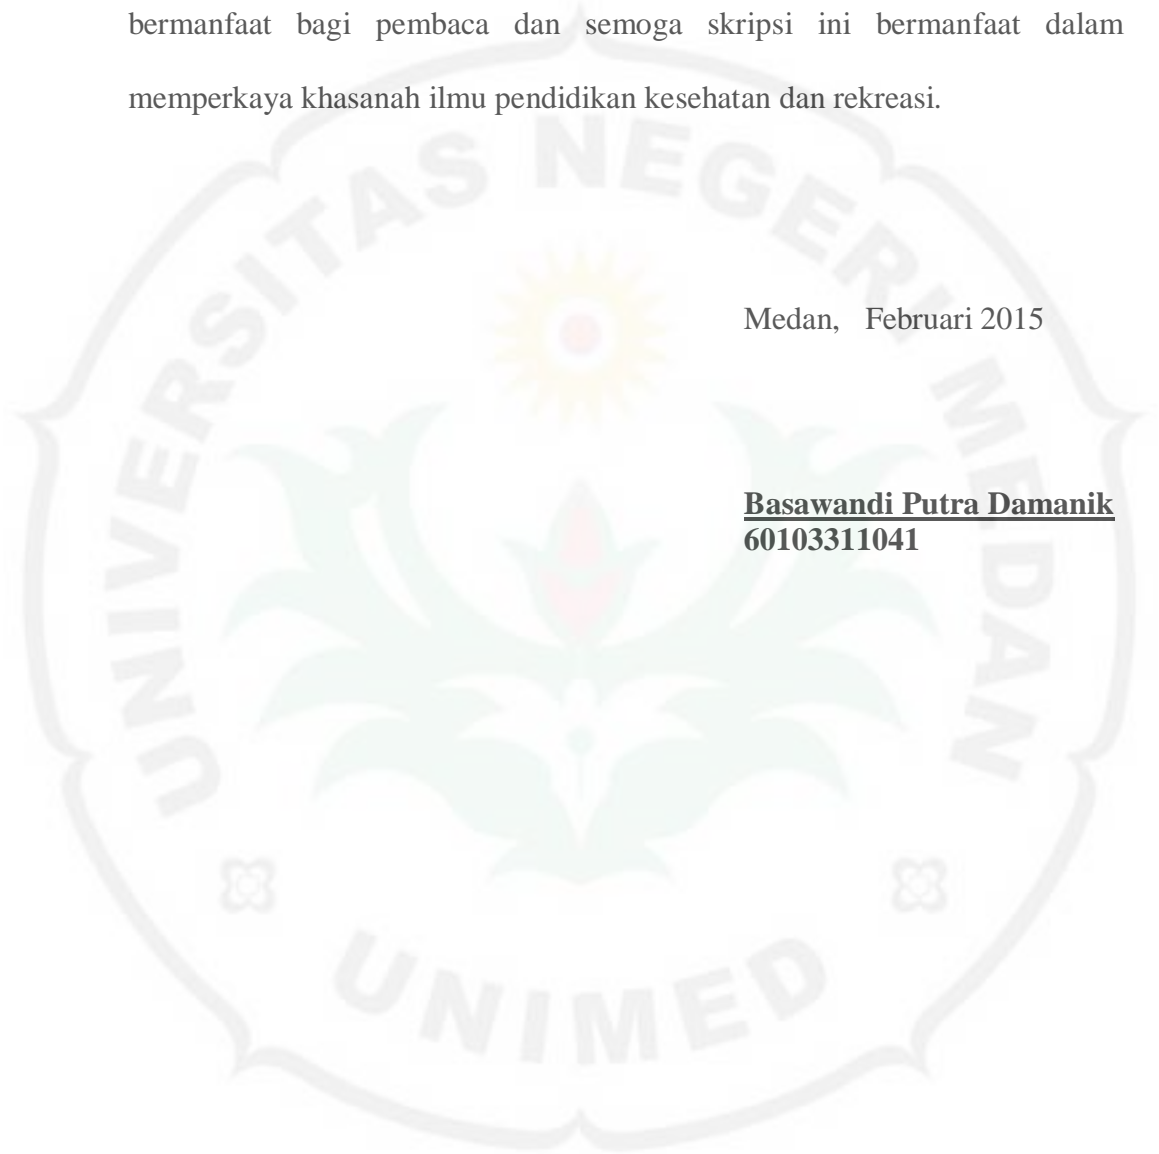 bermanfaat bagi pembaca dan semoga skripsi ini bermanfaat dalam
memperkaya khasanah ilmu pendidikan kesehatan dan rekreasi.
Medan, Februari 2015
Basawandi Putra Damanik
60103311041
UNIVERSITAS NEGERI MEDAN
UNIMED